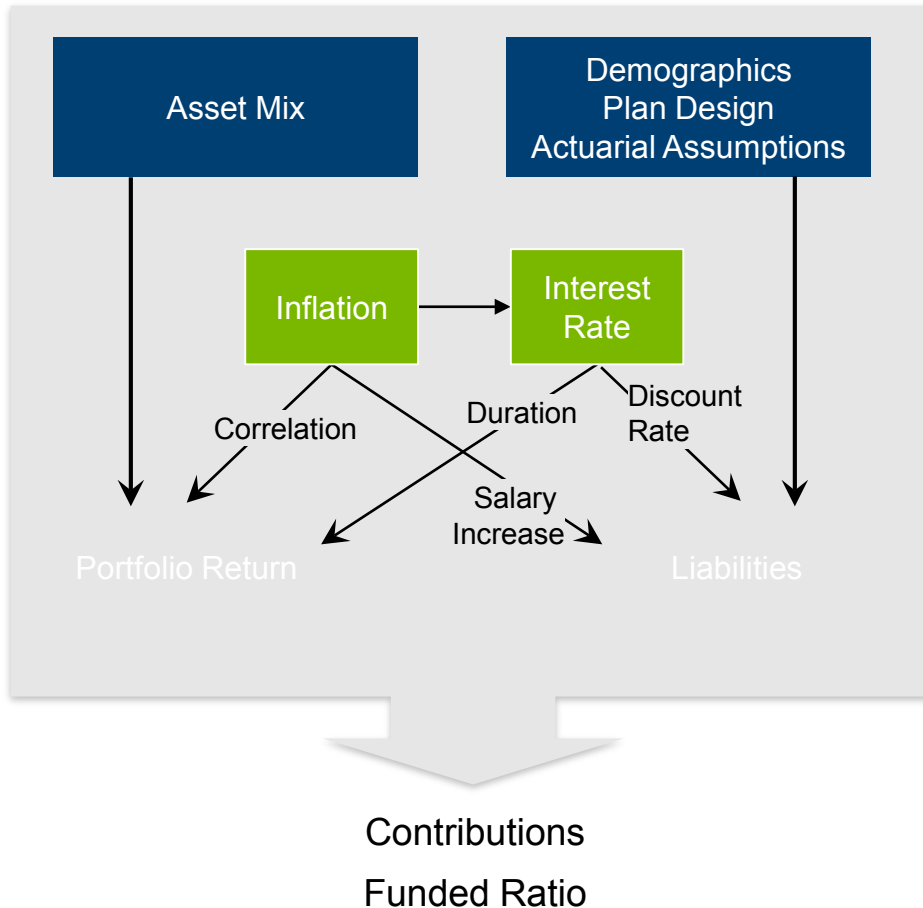 Asset Mix
Demographics
Plan Design
Actuarial Assumptions
Inflation
Interest
Rate
Correlation
Duration
Discount
Rate
Salary
Increase
Portfolio Return
Liabilities
Contributions
Funded Ratio